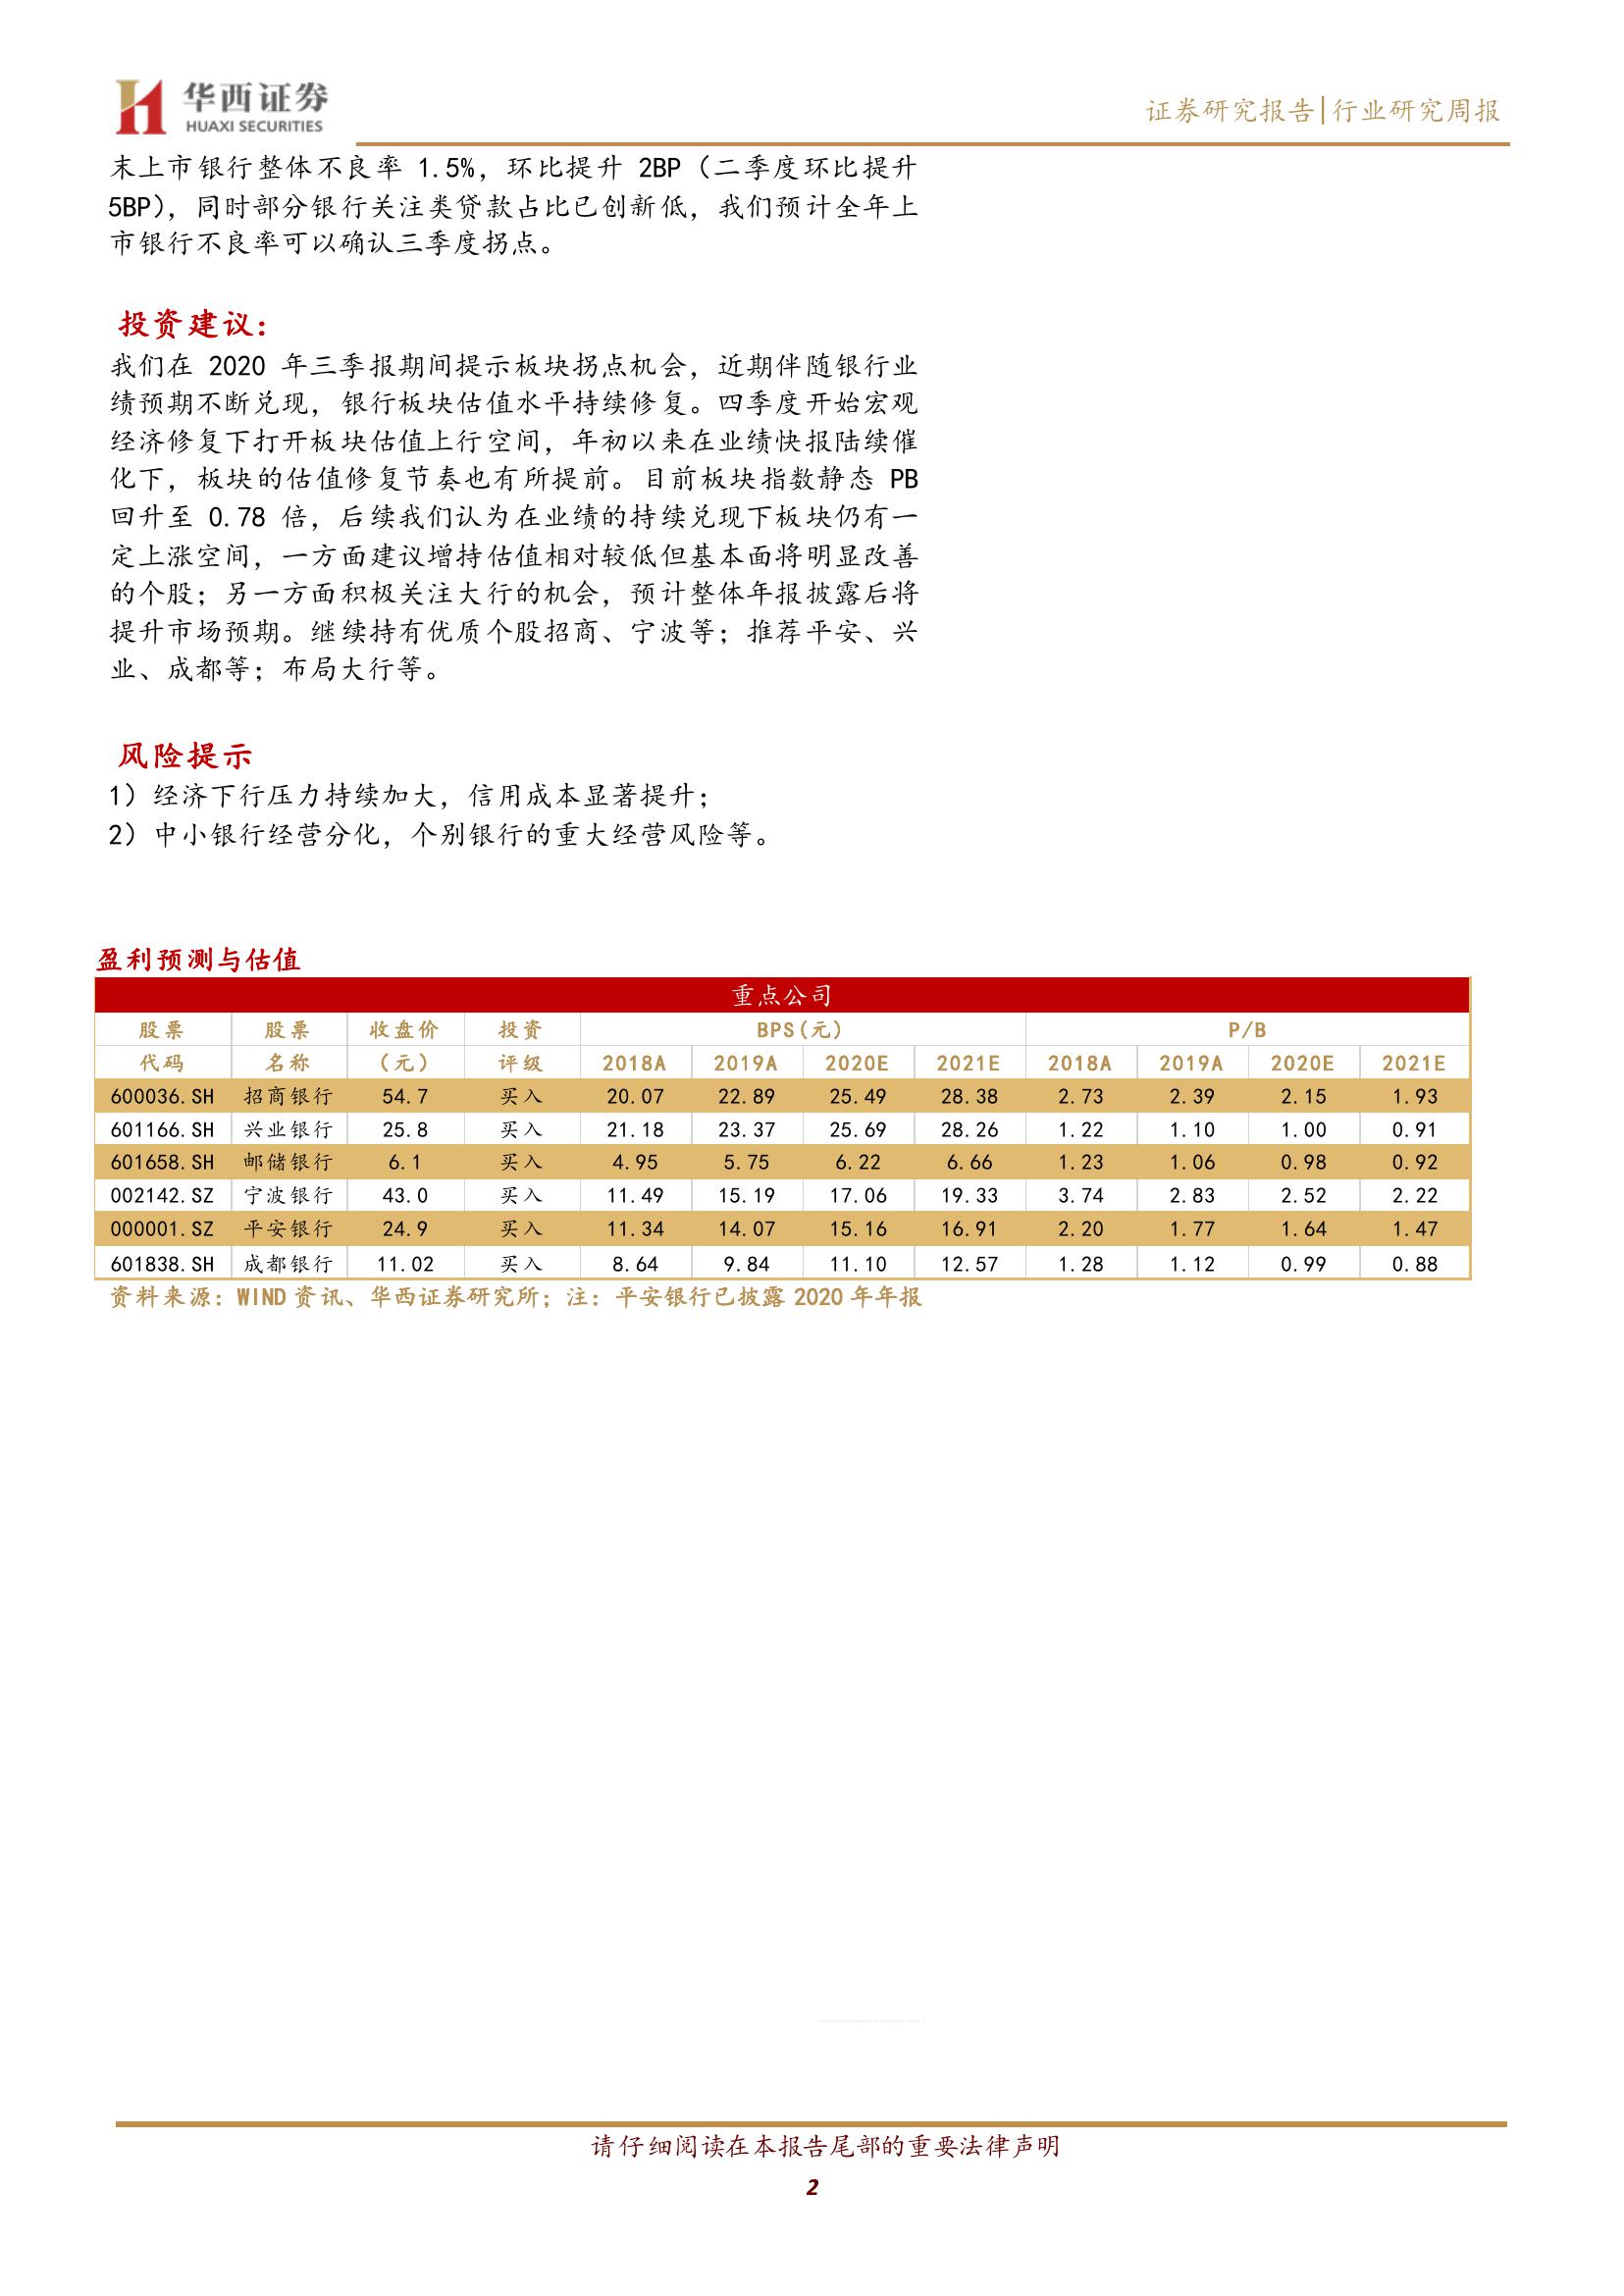 华西证券
HUAXI SECURITIES
证券研究报告|行业研究周报
末上市银行整体不良率 1.5%，环比提升 2BP（二季度环比提升
5BP），同时部分银行关注类贷款占比已创新低，我们预计全年上
市银行不良率可以确认三季度拐点。
投资建议：
我们在 2020 年三季报期间提示板块拐点机会，近期伴随银行业
绩预期不断兑现，银行板块估值水平持续修复。四季度开始宏观
经济修复下打开板块估值上行空间，年初以来在业绩快报陆续催
化下，板块的估值修复节奏也有所提前。目前板块指数静态 PB
回升至 0.78 倍，后续我们认为在业绩的持续兑现下板块仍有一
定上涨空间，一方面建议增持估值相对较低但基本面将明显改善
的个股；另一方面积极关注大行的机会，预计整体年报披露后将
提升市场预期。继续持有优质个股招商、宁波等；推荐平安、兴
业、成都等；布局大行等。
风险提示
1）经济下行压力持续加大，信用成本显著提升；
2）中小银行经营分化，个别银行的重大经营风险等。
盈利预测与估值
重点公司
股票 股票 收盘价 投资 BPS(元) P/B
代码 名称 （元） 评级 2018A 2019A 2020E 2021E 2018A 2019A 2020E 2021E
600036.SH 招商银行 54.7 买入 20.07 22.89 25.49 28.38 2.73 2.39 2.15 1.93
601166.SH 兴业银行 25.8 买入 21.18 23.37 25.69 28.26 1.22 1.10 1.00 0.91
601658.SH 邮储银行 6.1 买入 4.95 5.75 6.22 6.66 1.23 1.06 0.98 0.92
002142.SZ 宁波银行 43.0 买入 11.49 15.19 17.06 19.33 3.74 2.83 2.52 2.22
000001.SZ 平安银行 24.9 买入 11.34 14.07 15.16 16.91 2.20 1.77 1.64 1.47
601838.SH 成都银行 11.02 买入 8.64 9.84 11.10 12.57 1.28 1.12 0.99 0.88
资料来源：WIND 资讯、华西证券研究所；注：平安银行已披露 2020 年年报
请仔细阅读在本报告尾部的重要法律声明
2